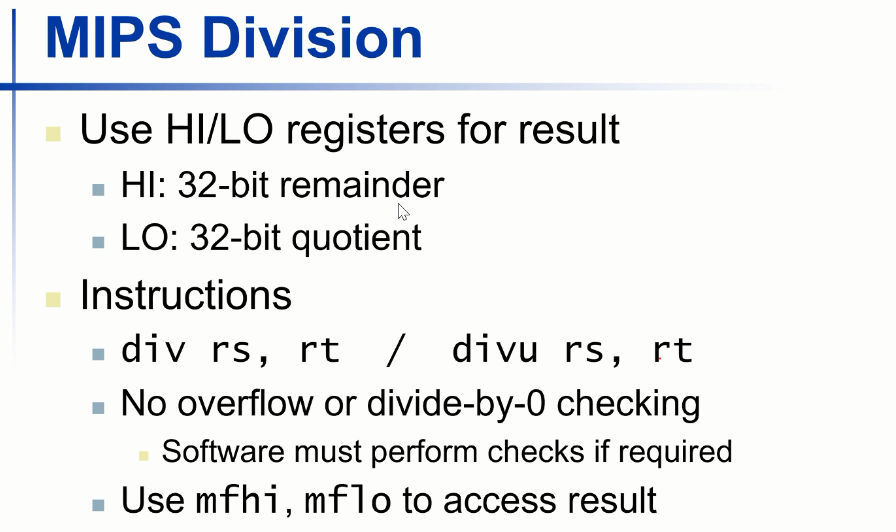 MIPS Division
Use HI/LO registers for result
HI: 32-bit remainder
LO: 32-bit quotient
Instructions
div rs, rt / divu rs, rt
No overflow or divide-by-0 checking
Software must perform checks if required
Use mfhi, mflo to access result